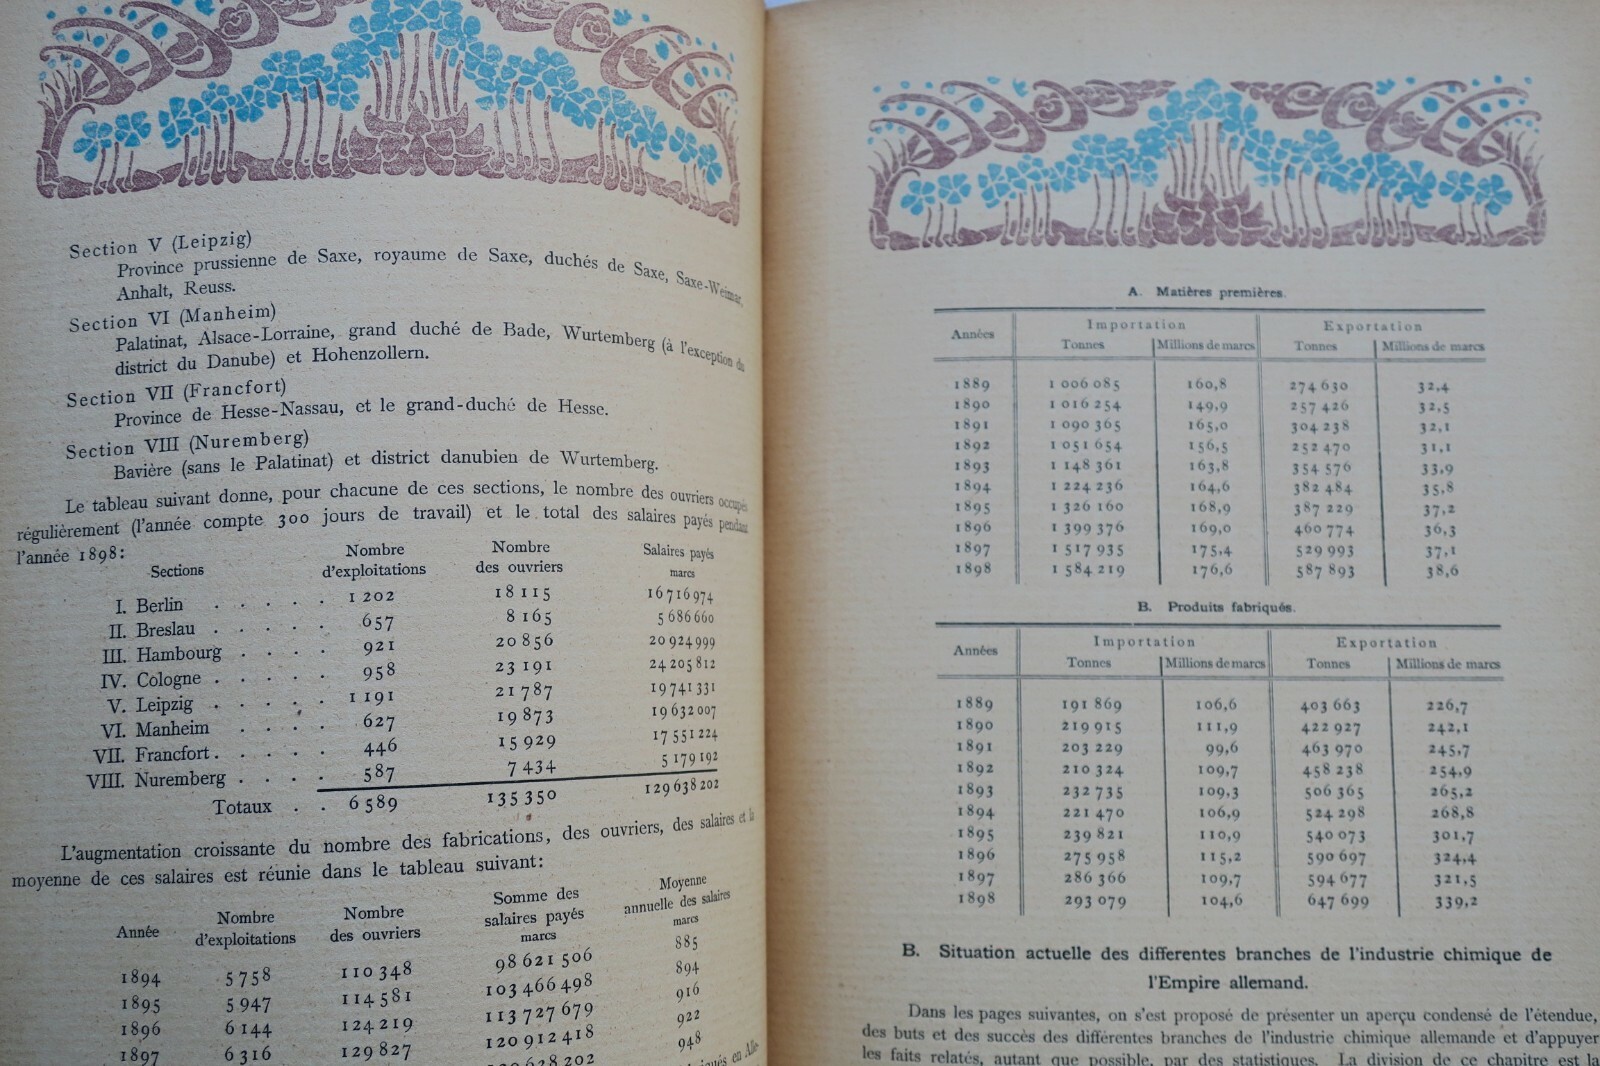 Section V (Leipzig)
Province prussienne de Saxe, royaume de Saxe, duchés de Saxe, Saxe-Weimar,
Anhalt, Reuss.
Section VI (Manheim)
Palatinat, Alsace-Lorraine, grand duché de Bade, Wurtemberg (à l'exception du
district du Danube) et Hohenzollern.
Section VII (Francfort)
Province de Hesse-Nassau, et le grand-duché de Hesse.
Section VIII (Nuremberg)
Bavière (sans le Palatinat) et district danubien de Wurtemberg.
Le tableau suivant donne, pour chacune de ces sections, le nombre des ouvriers occupés
régulièrement (l'année compte 300 jours de travail) et le total des salaires payés pendant
l'année 1898:
Sections Nombre d'exploitations Nombre des ouvriers Salaires payés marcs
I. Berlin . . . . . 1 202 18 115 16 716 974
II. Breslau . . . . . 657 8 165 5 686 660
III. Hambourg . . . . 921 20 856 20 924 999
IV. Cologne . . . . . 958 23 191 24 205 812
V. Leipzig . . . . . 1 191 21 787 19 741 331
VI. Manheim . . . . 627 19 873 19 632 007
VII. Francfort . . . . . 446 15 929 17 551 224
VIII. Nuremberg . . . . 587 7 434 5 179 192
Totaux . . 6 589 135 350 129 638 202
L'augmentation croissante du nombre des fabrications, des ouvriers, des salaires et la
moyenne de ces salaires est réunie dans le tableau suivant:
Année Nombre d'exploitations Nombre des ouvriers Somme des salaires payés marcs Moyenne annuelle des salaires marcs
1894 5 758 110 348 98 621 506 885
1895 5 947 114 581 103 466 498 894
1896 6 144 124 219 113 727 679 916
1897 6 316 129 827 120 912 418 922
638 202 948
en Alle-
A. Matières premières.
Années Importation Exportation
Tonnes Millions de marcs Tonnes Millions de marcs
1889 1 006 085 160,8 274 630 32,4
1890 1 016 254 149,9 257 426 32,5
1891 1 090 365 165,0 304 238 32,1
1892 1 051 654 156,5 252 470 31,1
1893 1 148 361 163,8 354 576 33,9
1894 1 224 236 164,6 382 484 35,8
1895 1 326 160 168,9 387 229 37,2
1896 1 399 376 169,0 460 774 36,3
1897 1 517 935 175,4 529 993 37,1
1898 1 584 219 176,6 587 893 38,6
B. Produits fabriqués.
Années Importation Exportation
Tonnes Millions de marcs Tonnes Millions de marcs
1889 191 869 106,6 403 663 226,7
1890 219 915 111,9 422 927 242,1
1891 203 229 99,6 463 970 245,7
1892 210 324 109,7 458 238 254,9
1893 232 735 109,3 506 365 265,2
1894 221 470 106,9 524 298 268,8
1895 239 821 110,9 540 073 301,7
1896 275 958 115,2 590 697 324,4
1897 286 366 109,7 594 677 321,5
1898 293 079 104,6 647 699 339,2
B. Situation actuelle des differentes branches de l'industrie chimique de
l'Empire allemand.
Dans les pages suivantes, on s'est proposé de présenter un aperçu condensé de l'étendue,
des buts et des succès des différentes branches de l'industrie chimique allemande et d'appuyer
les faits relatés, autant que possible, par des statistiques. La division de ce chapitre est la